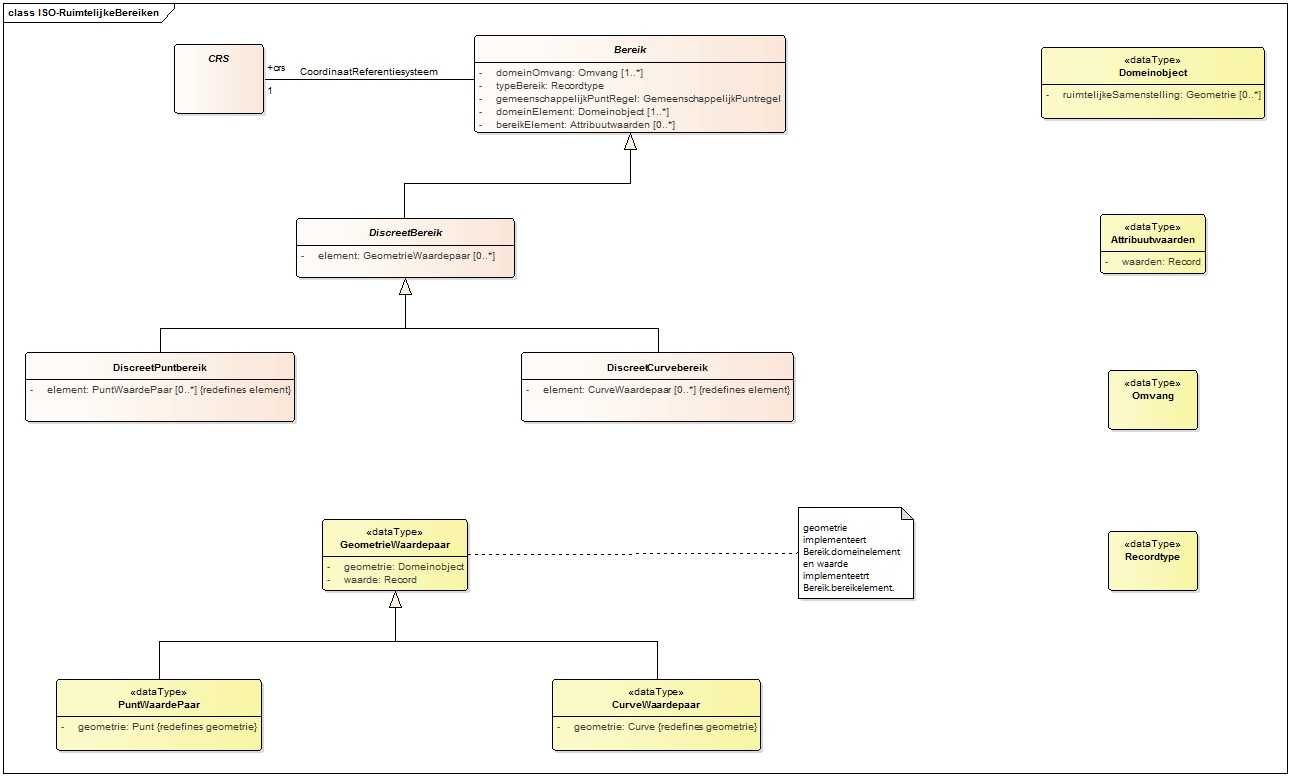 class ISO-RuimtelijkeBereiken
CRS
+crs
CoordinaatReferentiesysteem
1
Bereik
- domeinOmvang: Omvang [1..*]
- typeBereik: Recordtype
- gemeenschappelijkPuntRegel: GemeenschappelijkPuntregel
- domeinElement: Domeinobject [1..*]
- bereikElement: Attribuutwaarden [0..*]
«dataType»
Domeinobject
- ruimtelijkeSamenstelling: Geometrie [0..*]
DiscreetBereik
- element: GeometrieWaardepaar [0..*]
«dataType»
Attribuutwaarden
- waarden: Record
DiscreetPuntbereik
- element: PuntWaardePaar [0..*] {redefines element}
DiscreetCurvebereik
- element: CurveWaardepaar [0..*] {redefines element}
«dataType»
Omvang
«dataType»
GeometrieWaardepaar
- geometrie: Domeinobject
- waarde: Record
geometrie
implementeert
Bereik.domeinelement
en waarde
implementeetrt
Bereik.bereikelement.
«dataType»
Recordtype
«dataType»
PuntWaardePaar
- geometrie: Punt {redefines geometrie}
«dataType»
CurveWaardepaar
- geometrie: Curve {redefines geometrie}